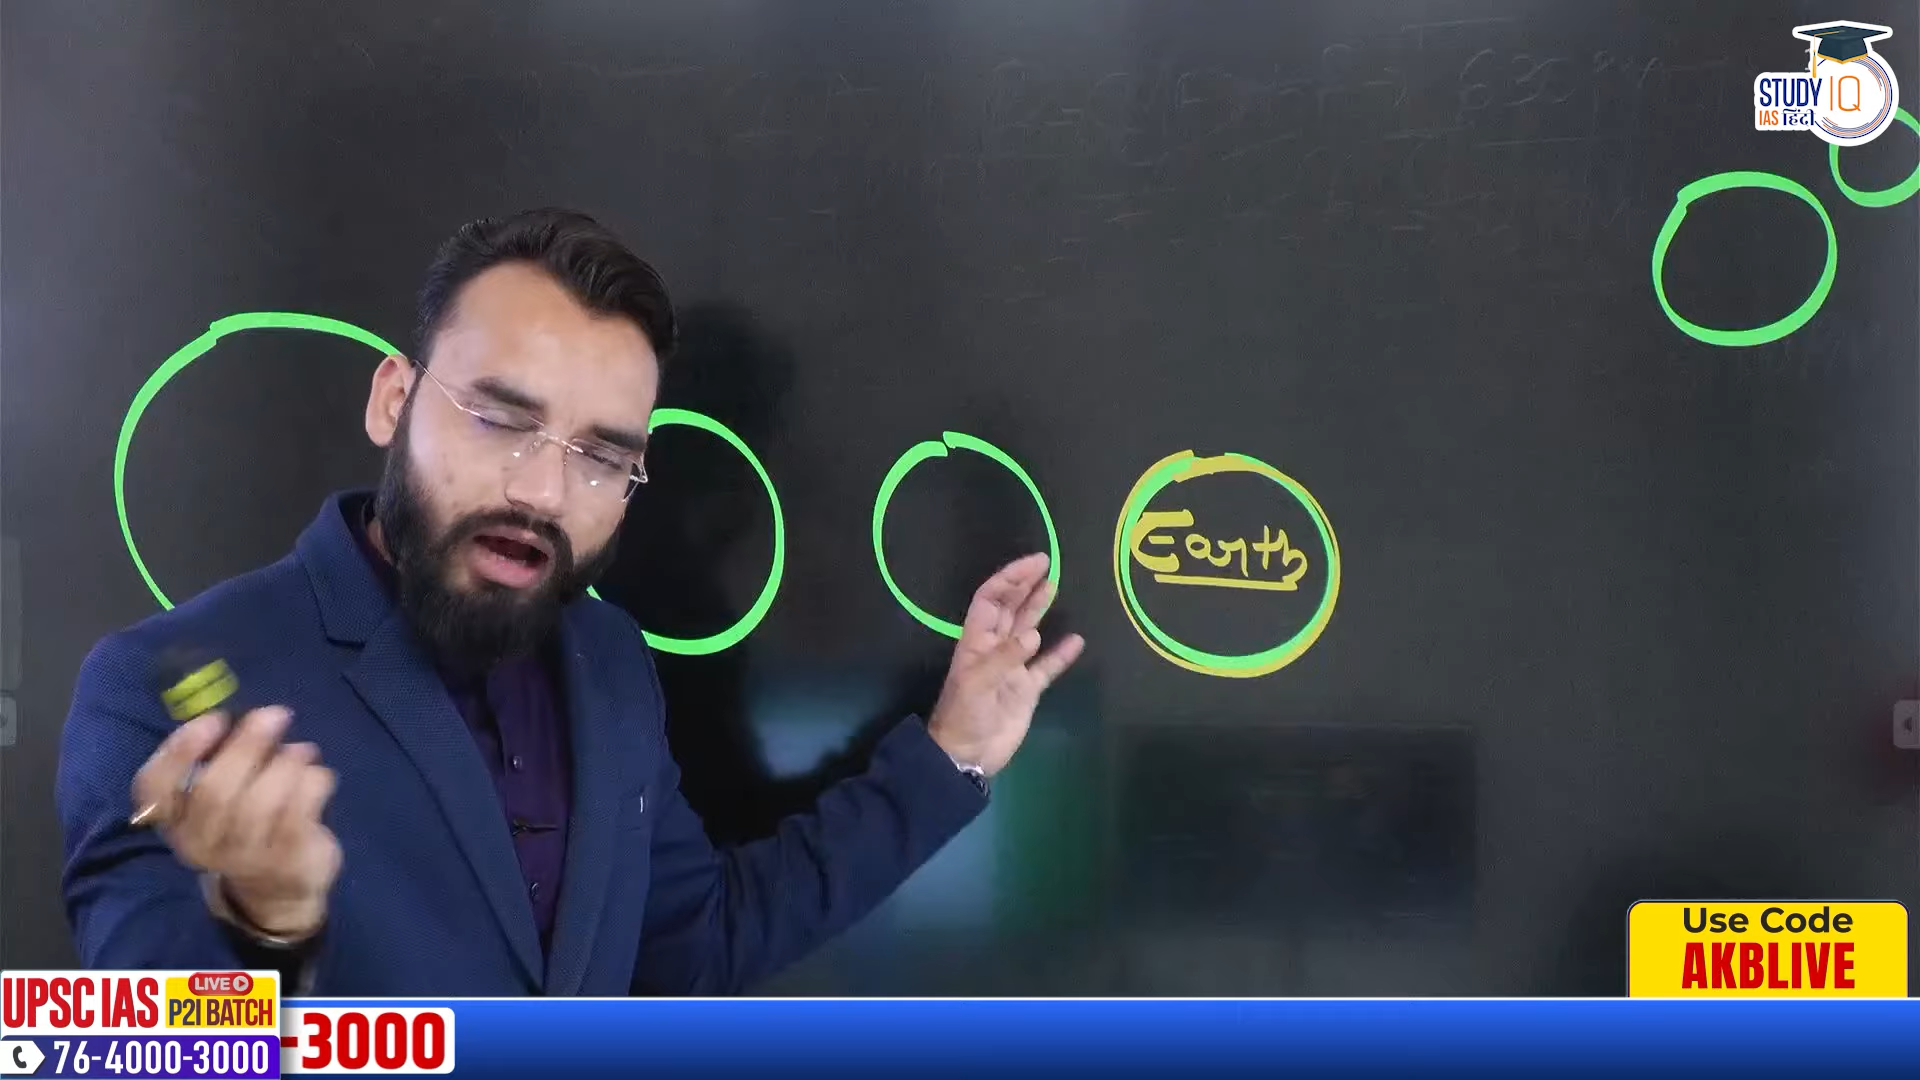 STUDY IQ
IAS हिंदी
Earth
Use Code
AKBLIVE
UPSC IAS
LIVE
P2I BATCH
76-4000-3000
-3000